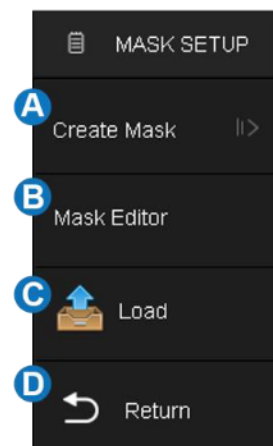 MASK SETUP
A
Create Mask
B
Mask Editor
C
Load
D
Return